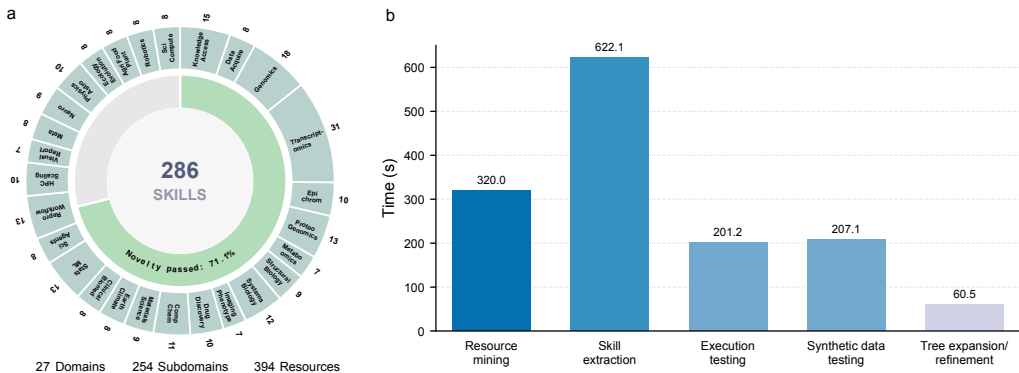 a
15
Knowledge
Access
8
Data
Acquire
18
Genomics
31
Transcript-
omics
10
Epi
chrom
13
Proteo
Genomics
7
Metabo
omics
9
Structural
Biology
12
Systems
Biology
7
Imaging
Phenotype
10
Drug
Discovery
11
Comp
Chem
9
Materials
Science
8
Earth
Climate
8
Clinical
Biomed
13
Stats
ML
8
Sci
Agents
13
Repro
Workflow
10
HPC
Scaling
7
Visual
Report
8
Meta
9
Neuro
10
Physics
Astro
8
Ecology
Evolution
8
Agri Food
Plant
8
Robotics
8
Sci
Compute
286
SKILLS
Novelty passed: 71.1%
27 Domains 254 Subdomains 394 Resources
b
Time (s)
600
500
400
300
200
100
0
320.0
622.1
201.2
207.1
60.5
Resource
mining
Skill
extraction
Execution
testing
Synthetic data
testing
Tree expansion/
refinement